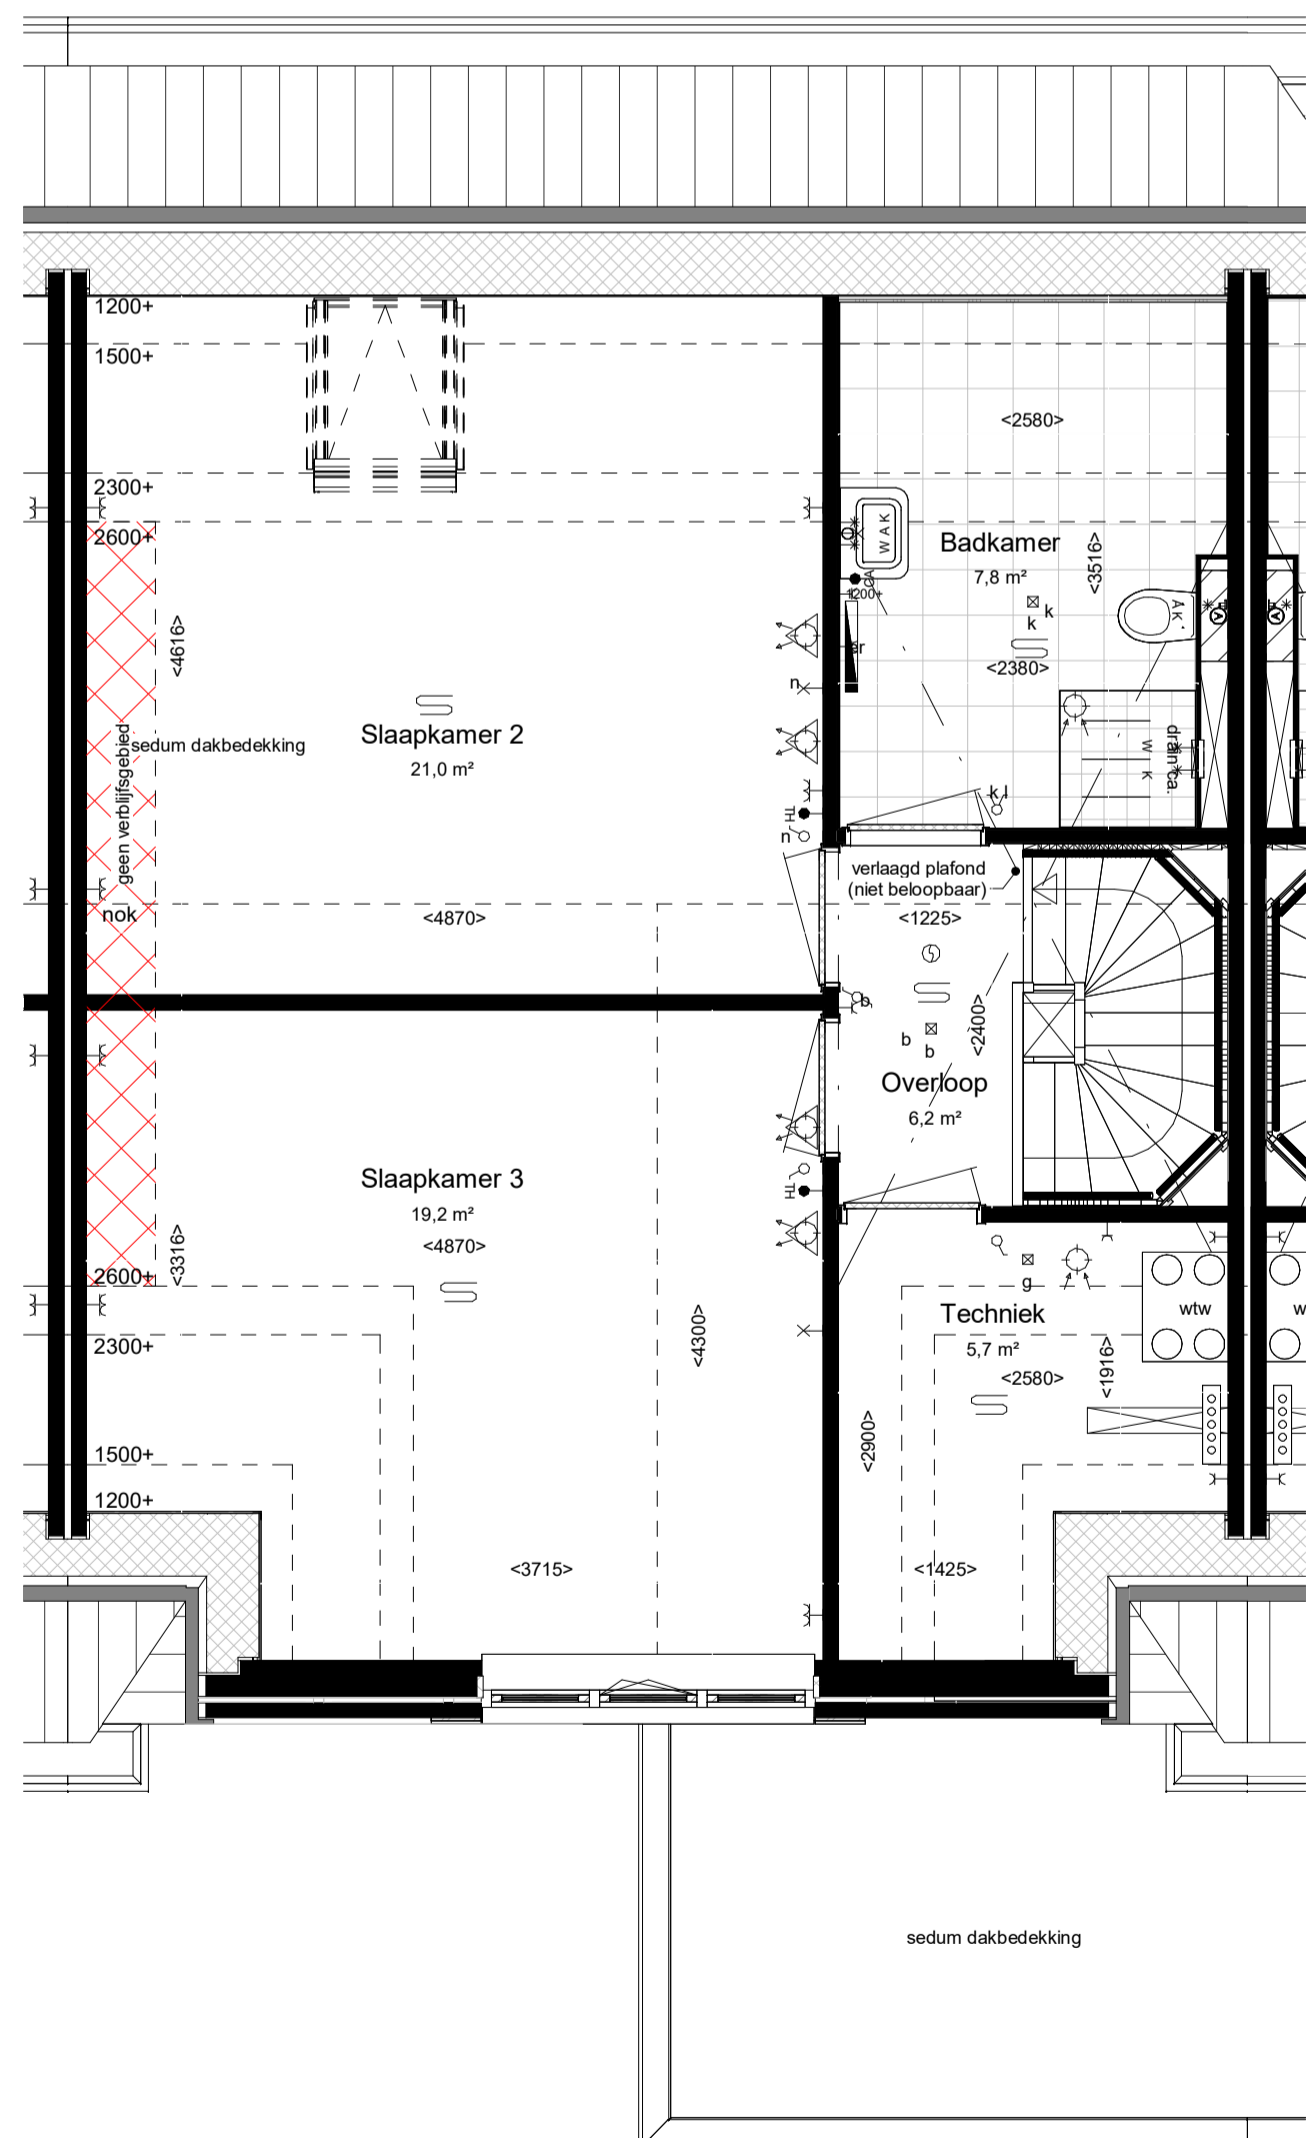 1200+
1500+
<2580>
2300+
2600+
WAK
Badkamer
7,8 m²
<3516>
1200+
k
k
<2380>
<4616>
n
Slaapkamer 2
21,0 m²
sedum dakbedekking
geen verblijfsgebied
W K
drain ca.
k l
TH
n
verlaagd plafond
(niet beloopbaar)
nok
<4870>
<1225>
b
b
b
<2400>
Overloop
6,2 m²
Slaapkamer 3
19,2 m²
<4870>
TH
<3316>
2600+
g
Techniek
5,7 m²
<2580>
wtw
w
2300+
<4300>
<1916>
<2900>
1500+
1200+
<3715>
<1425>
sedum dakbedekking